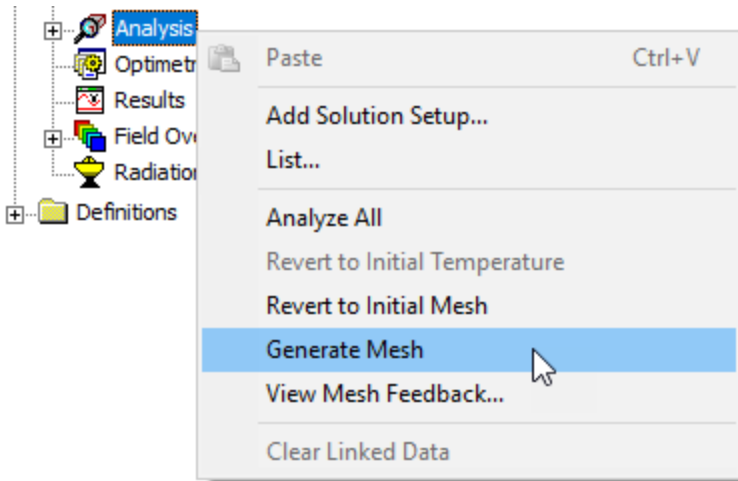 Analysis
Optimetr
Results
Field Ov
Radiation
Definitions
Paste Ctrl+V
Add Solution Setup...
List...
Analyze All
Revert to Initial Temperature
Revert to Initial Mesh
Generate Mesh
View Mesh Feedback...
Clear Linked Data